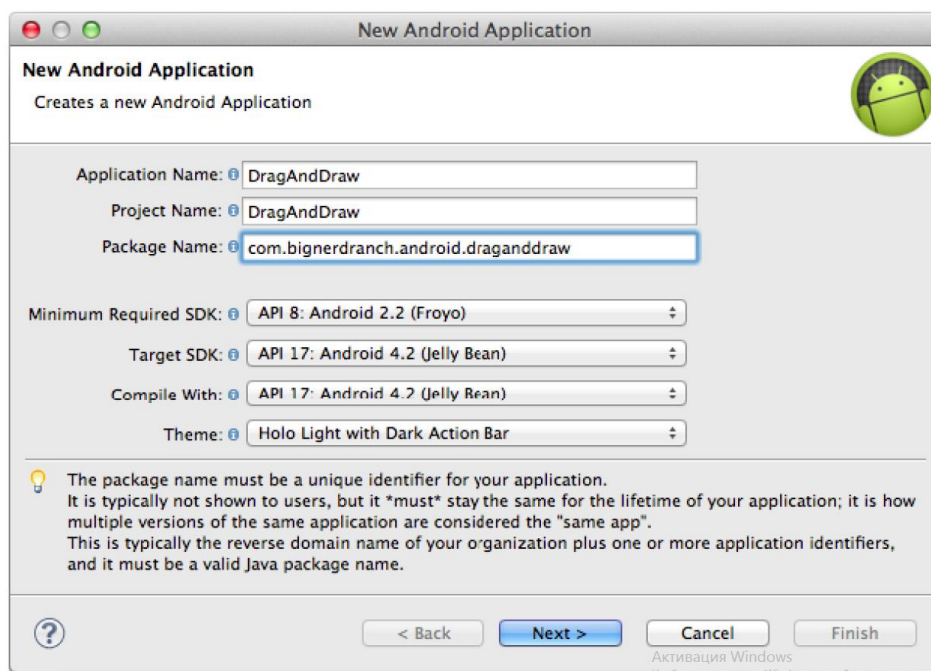 New Android Application
New Android Application
Creates a new Android Application
Application Name: DragAndDraw
Project Name: DragAndDraw
Package Name: com.bignerdranch.android.draganddraw
Minimum Required SDK: API 8: Android 2.2 (Froyo)
Target SDK: API 17: Android 4.2 (Jelly Bean)
Compile With: API 17: Android 4.2 (Jelly Bean)
Theme: Holo Light with Dark Action Bar
The package name must be a unique identifier for your application.
It is typically not shown to users, but it *must* stay the same for the lifetime of your application; it is how
multiple versions of the same application are considered the "same app".
This is typically the reverse domain name of your organization plus one or more application identifiers,
and it must be a valid Java package name.
? < Back Next > Cancel Finish
Активация Windows